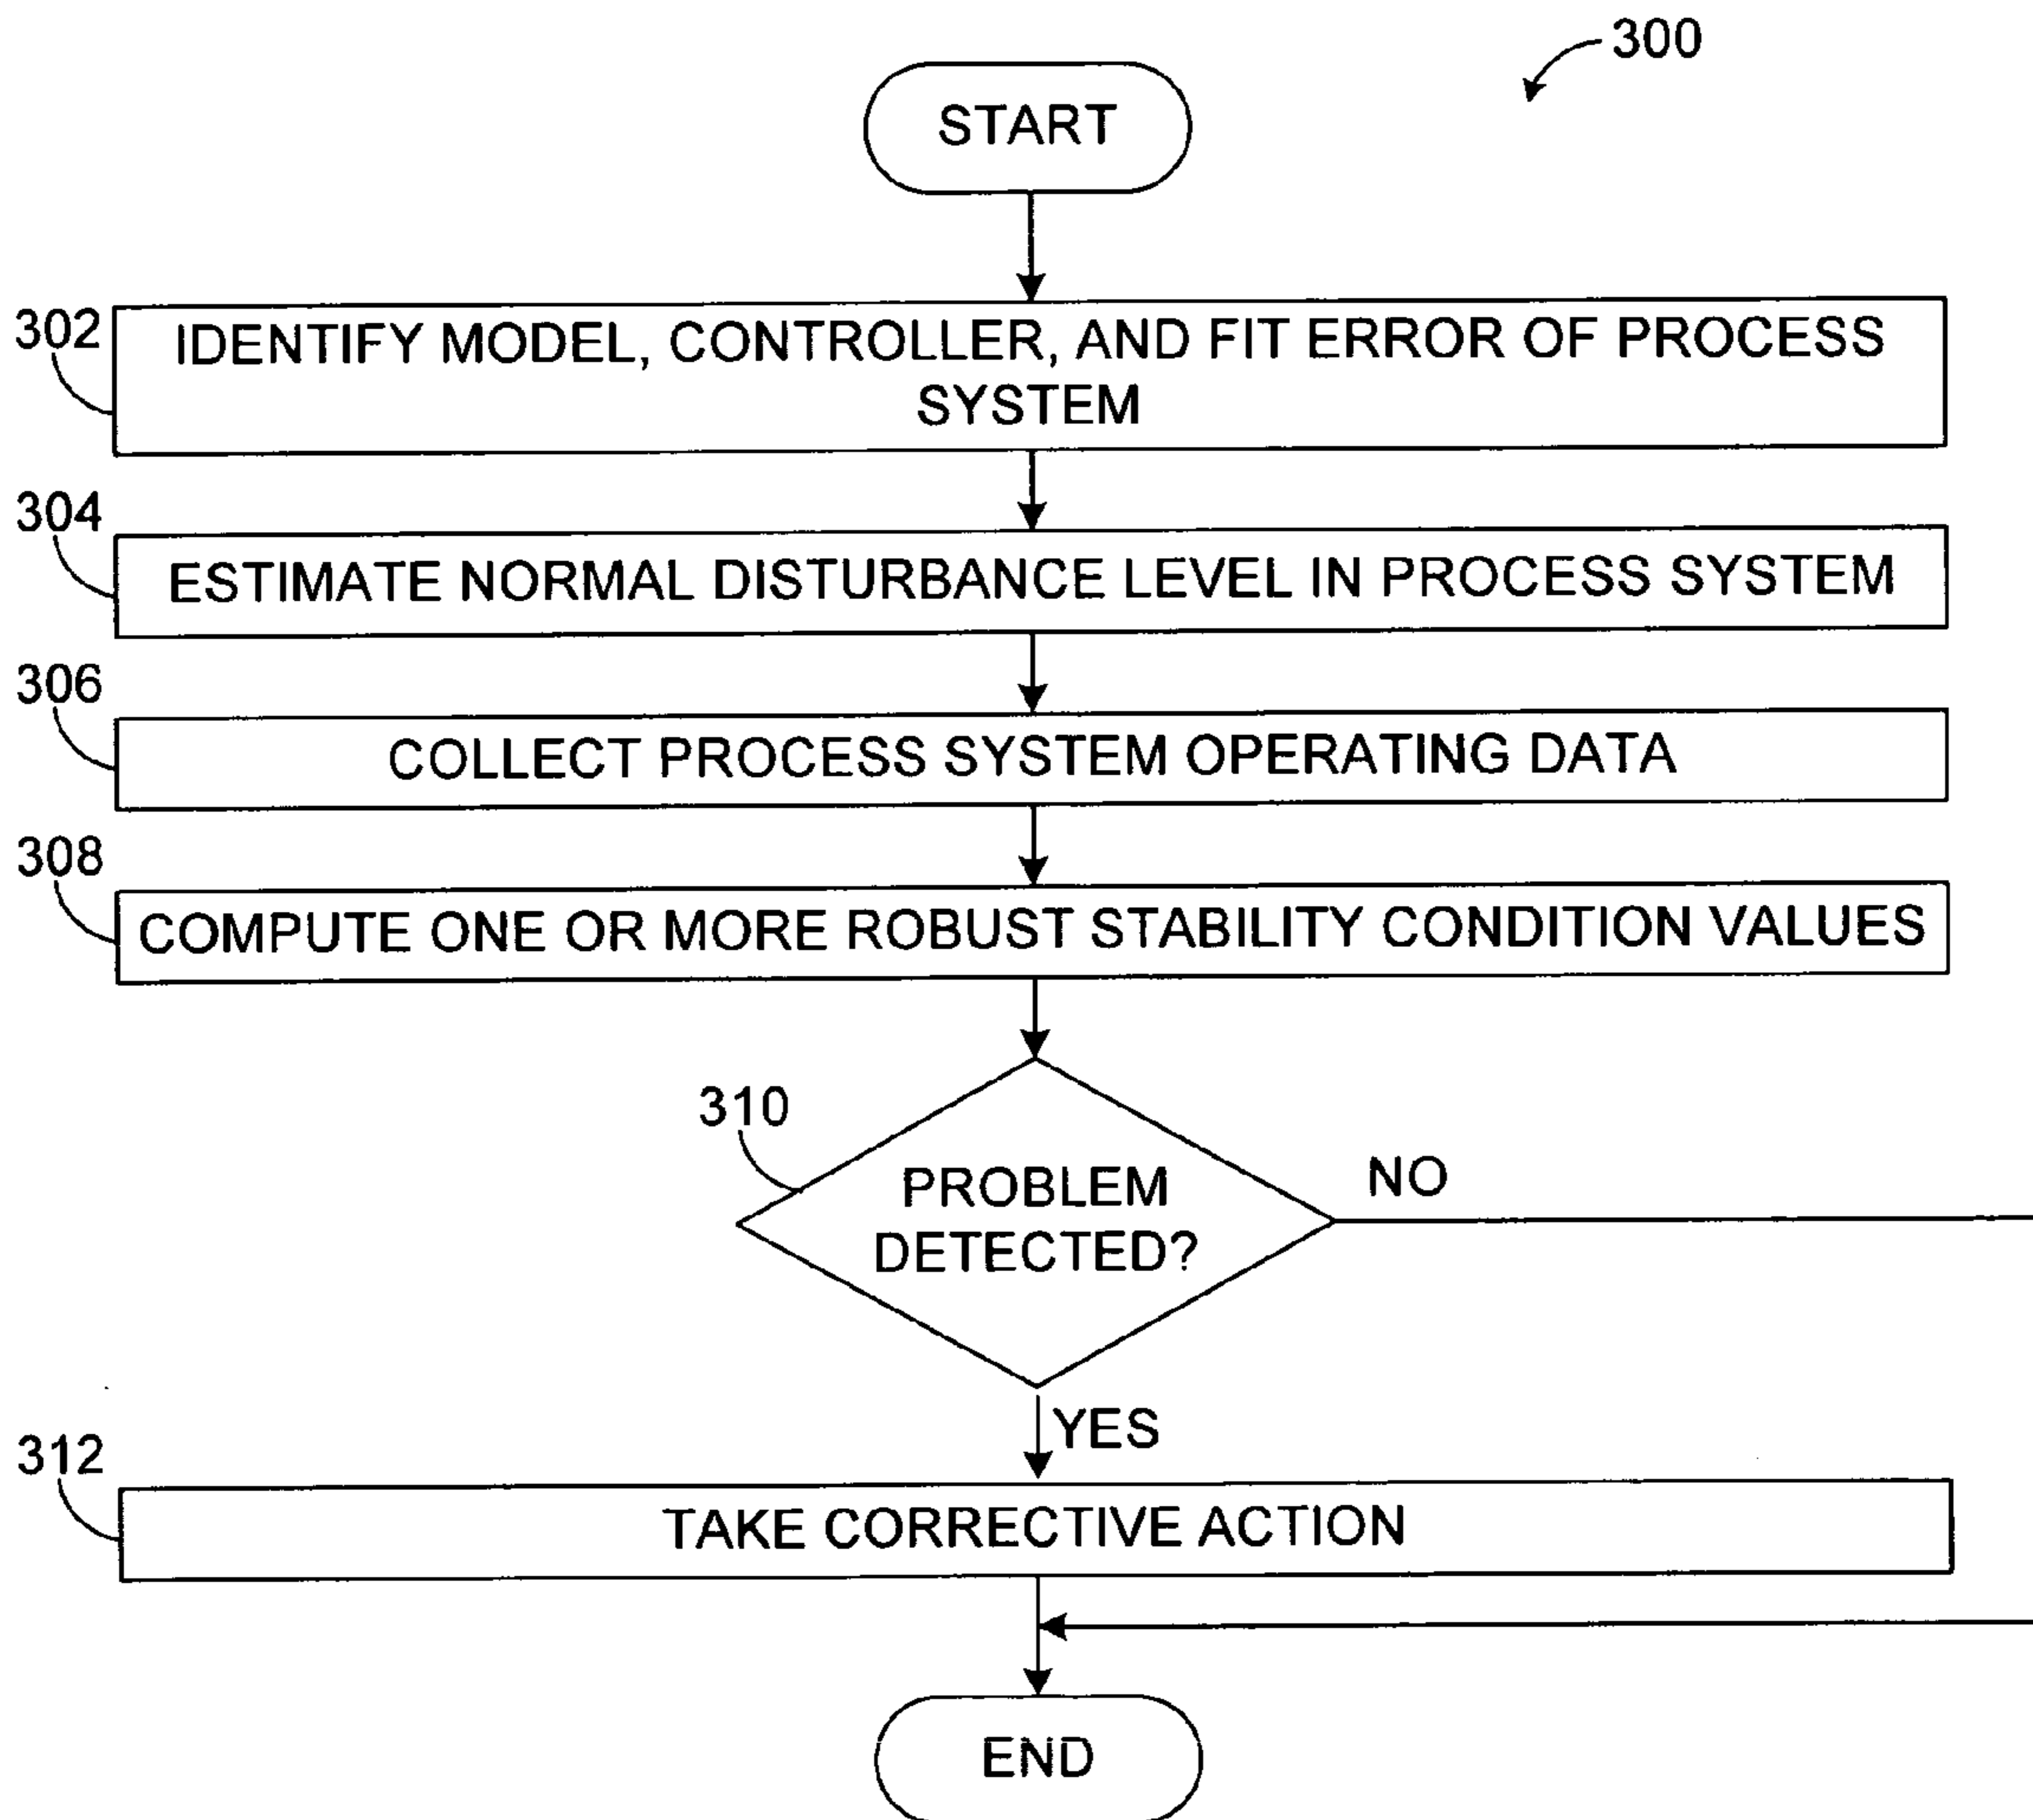 300
START
302
IDENTIFY MODEL, CONTROLLER, AND FIT ERROR OF PROCESS
SYSTEM
304
ESTIMATE NORMAL DISTURBANCE LEVEL IN PROCESS SYSTEM
306
COLLECT PROCESS SYSTEM OPERATING DATA
308
COMPUTE ONE OR MORE ROBUST STABILITY CONDITION VALUES
310
PROBLEM
DETECTED?
NO
YES
312
TAKE CORRECTIVE ACTION
END